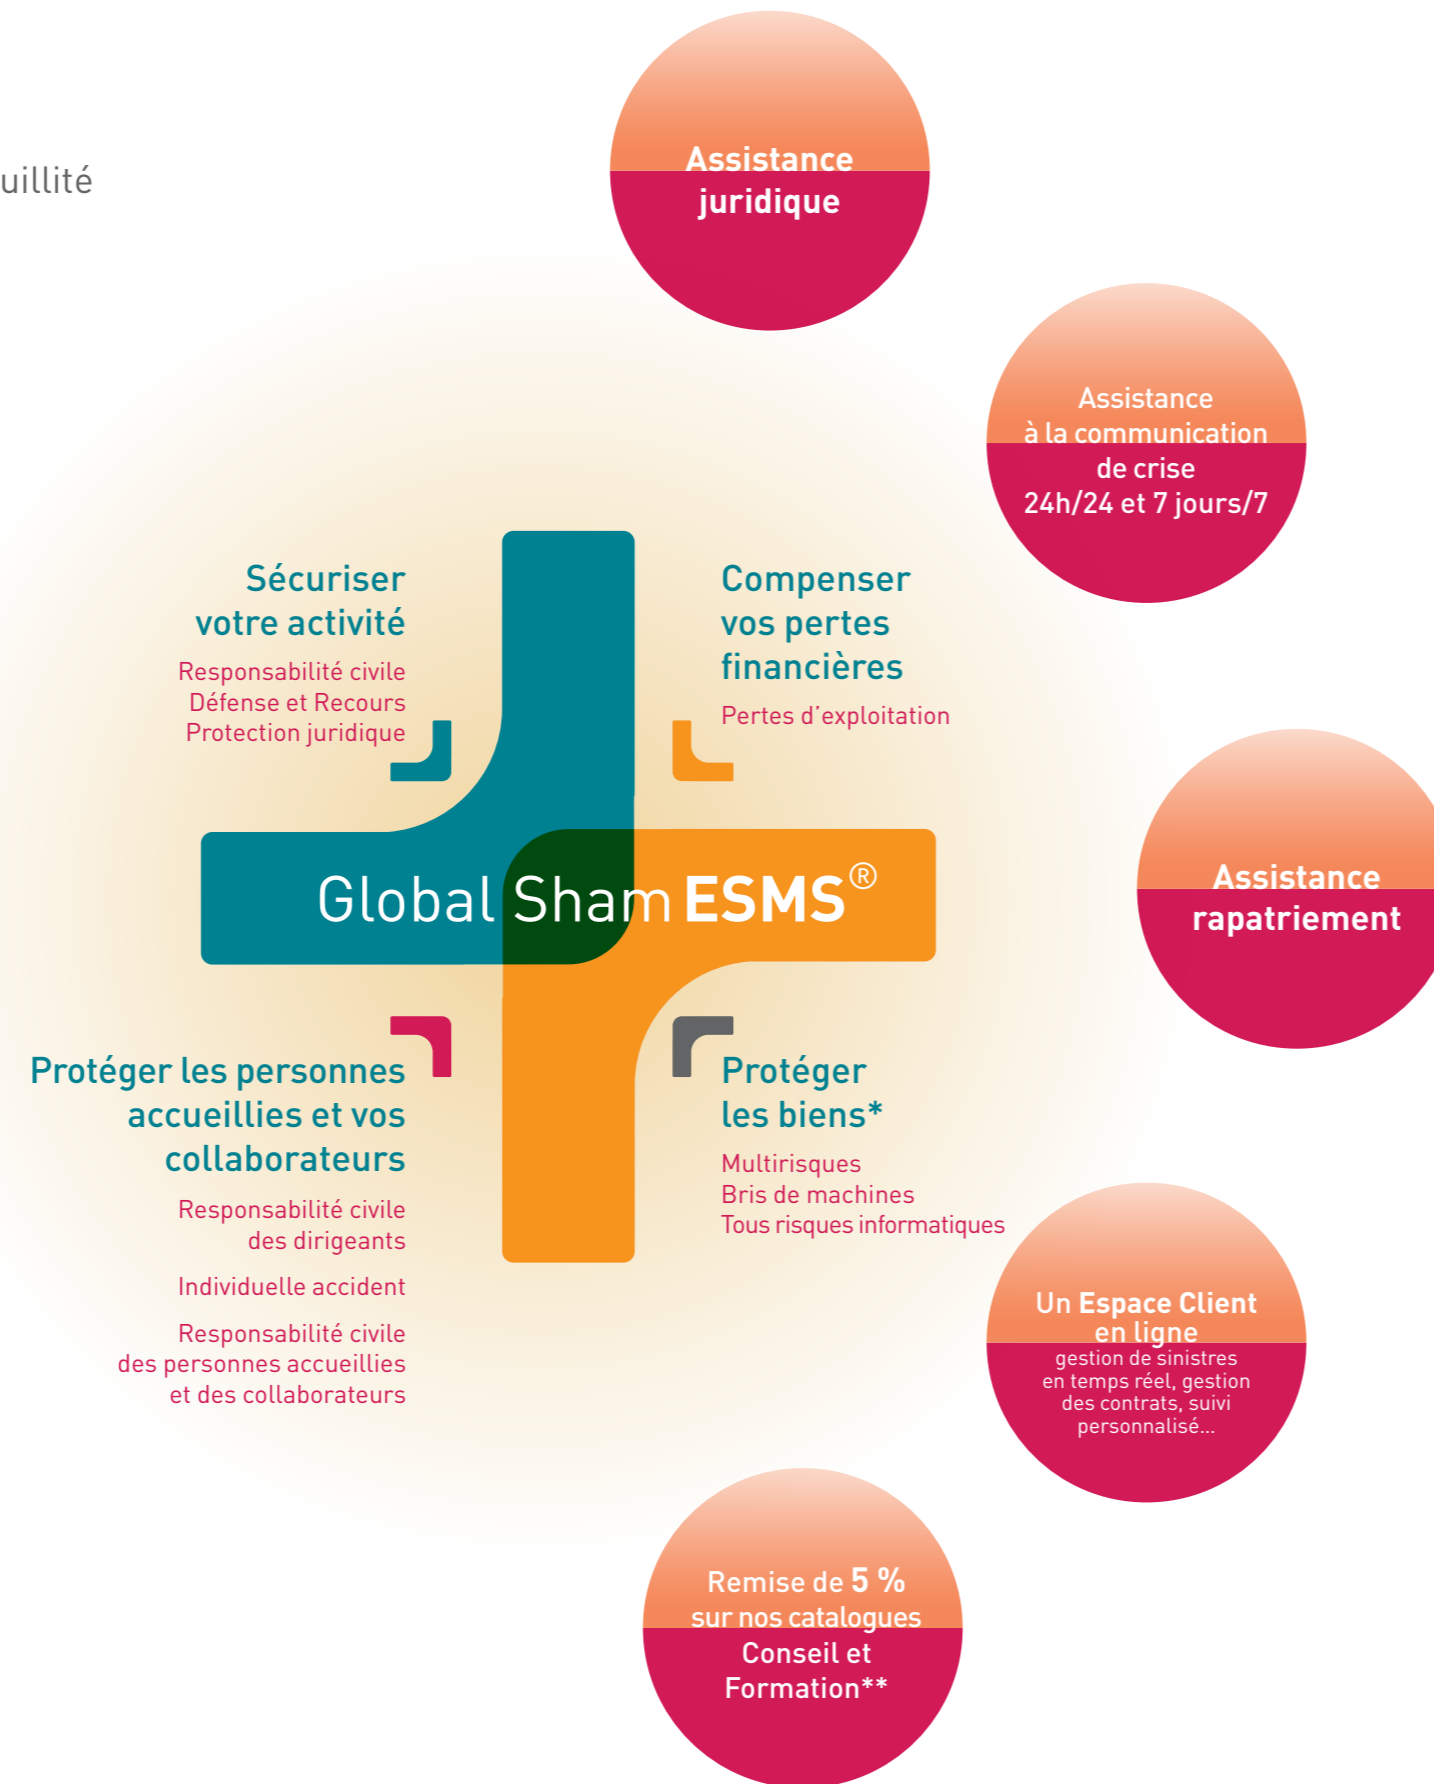 uillité
Assistance
juridique
Assistance
à la communication
de crise
24h/24 et 7 jours/7
Sécuriser
votre activité
Responsabilité civile
Défense et Recours
Protection juridique
Compenser
vos pertes
financières
Pertes d'exploitation
Assistance
rapatriement
Global Sham ESMS®
Protéger les personnes
accueillies et vos
collaborateurs
Responsabilité civile
des dirigeants
Individuelle accident
Responsabilité civile
des personnes accueillies
et des collaborateurs
Protéger
les biens*
Multirisques
Bris de machines
Tous risques informatiques
Un Espace Client
en ligne
gestion de sinistres
en temps réel, gestion
des contrats, suivi
personnalisé...
Remise de 5 %
sur nos catalogues
Conseil et
Formation**